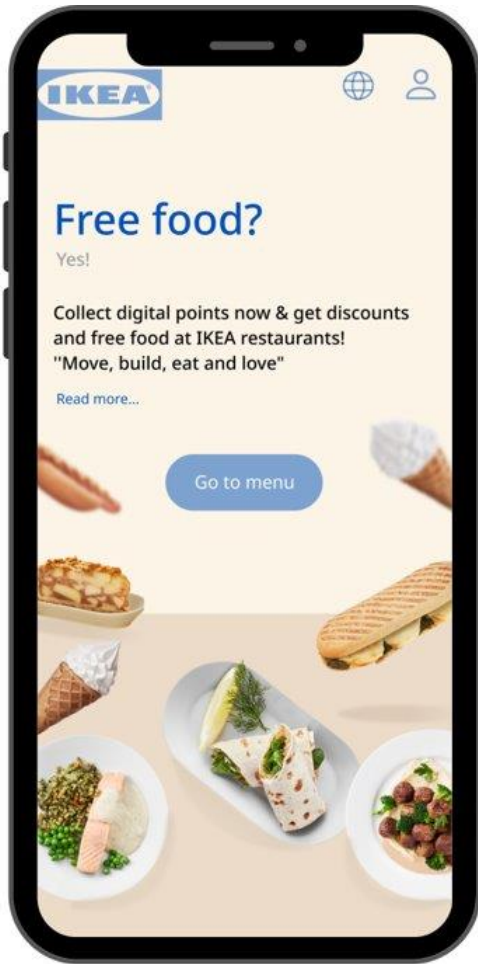 IKEA
Free food?
Yes!
Collect digital points now & get discounts
and free food at IKEA restaurants!
''Move, build, eat and love"
Read more...
Go to menu